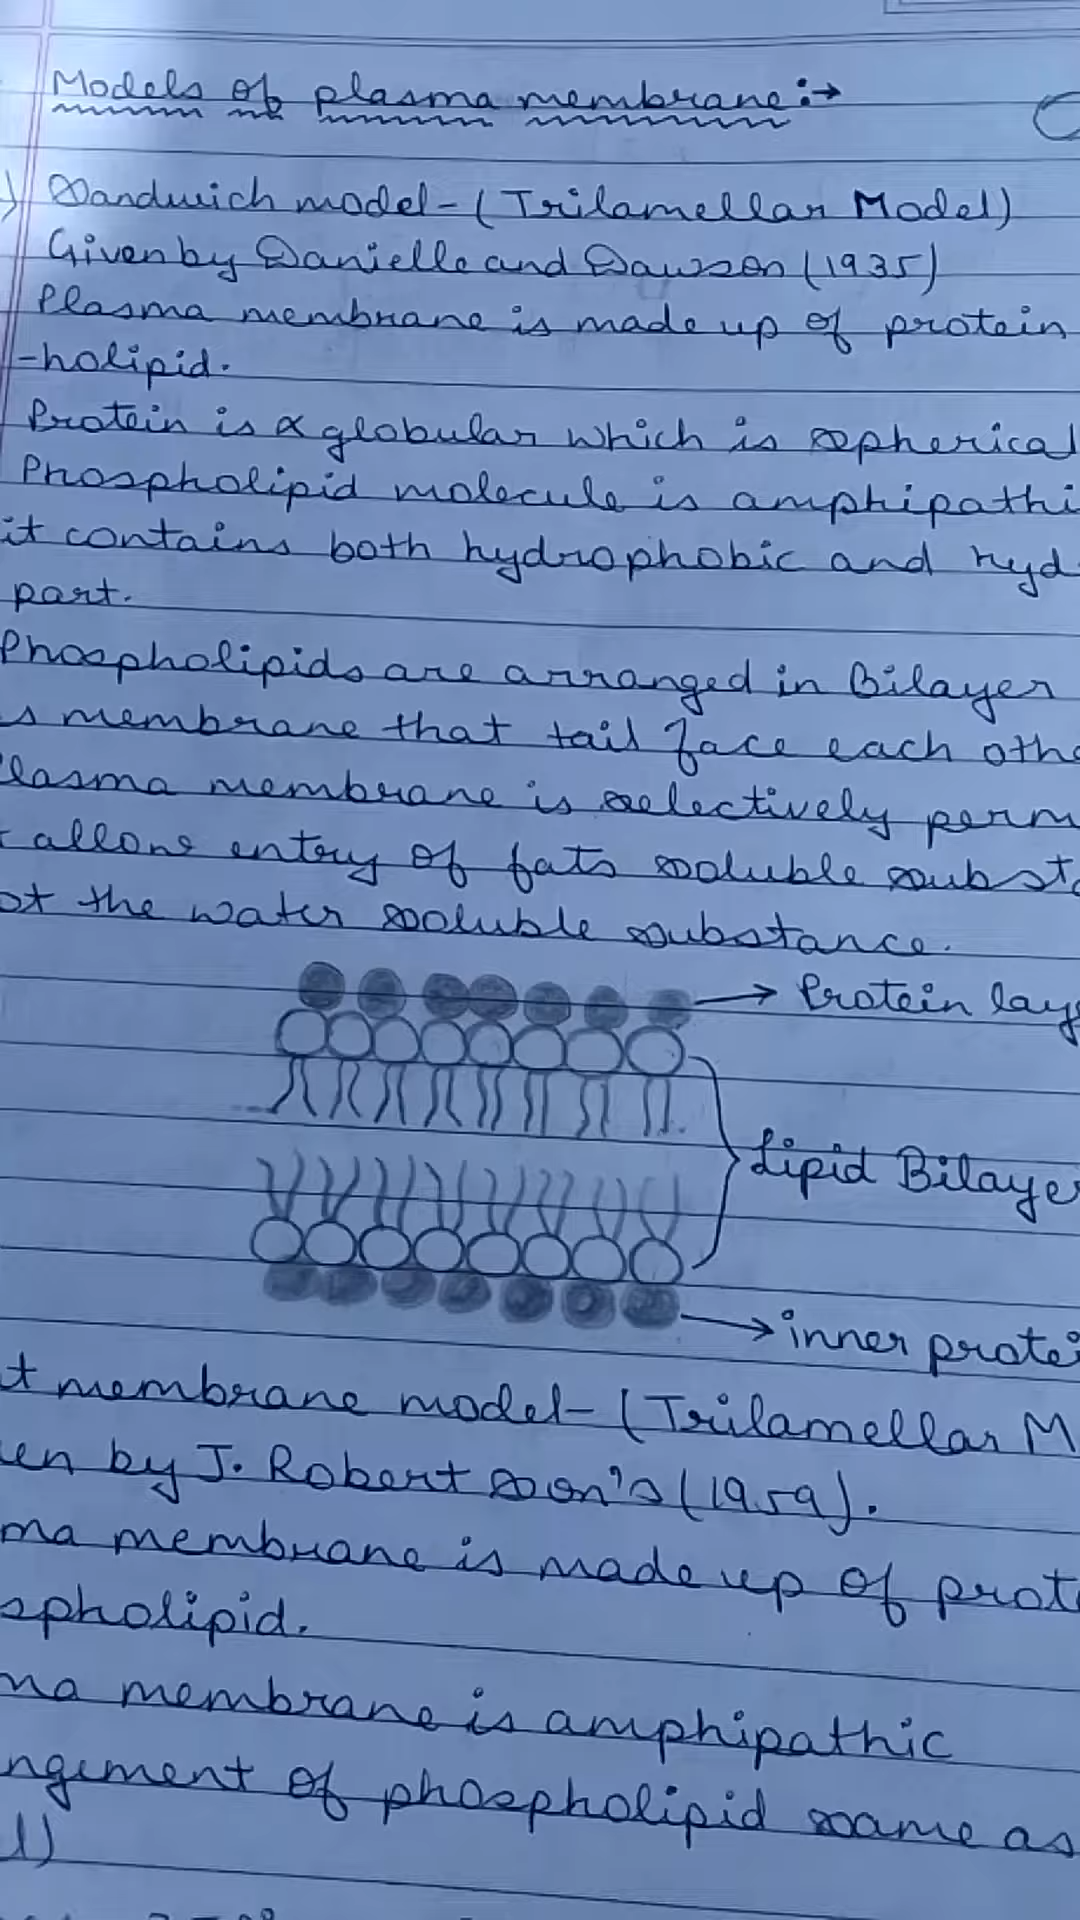 Models of plasma membrane:→
) Sandwich model - (Trilamellar Model)
Given by Danielle and Dawson (1935)
Plasma membrane is made up of protein
-holipid.
Protein is α globular which is spherical
Phospholipid molecule is amphipathi
it contains both hydrophobic and hyd
part.
Phospholipids are arranged in Bilayer
s membrane that tail face each oth
lasma membrane is selectively perm
t allons entry of fats soluble subst
ot the water soluble substance.
→ Protein lay
Lipid Bilaye
→ inner prote
t membrane model - (Trilamellar M
en by J. Robert son's (1959).
ma membrane is made up of prot
spholipid.
ma membrane is amphipathic
ngement of phospholipid same as
1)